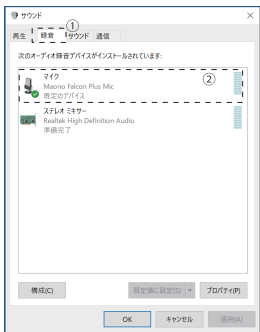 サウンド
①
再生 録音 サウンド 通信
次のオーディオ録音デバイスがインストールされています:
マイク
②
Maono Falcon Plus Mic
既定のデバイス
ステレオ ミキサー
Realtek High Definition Audio
準備完了
構成(C) 既定値に設定(S) プロパティ(P)
OK キャンセル 適用(A)